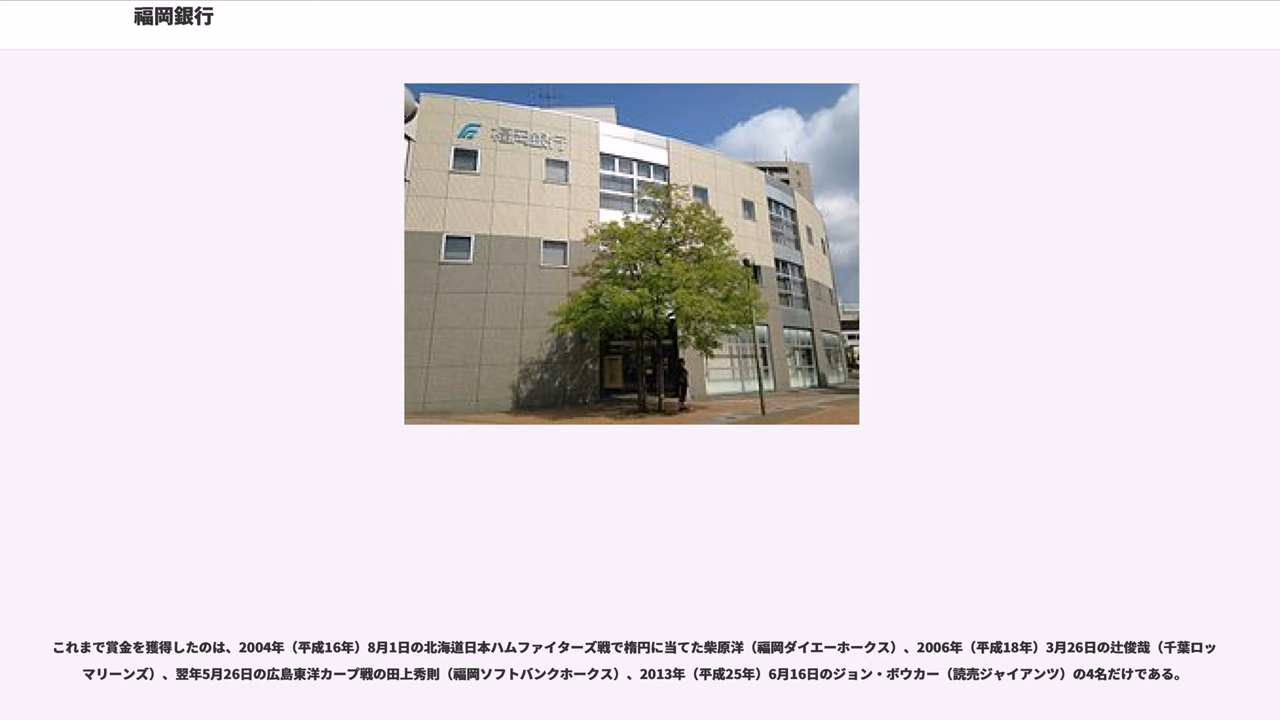 福岡銀行
福岡銀行
これまで賞金を獲得したのは、2004年（平成16年）8月1日の北海道日本ハムファイターズ戦で楕円に当てた柴原洋（福岡ダイエーホークス）、2006年（平成18年）3月26日の辻俊哉（千葉ロッ
マリーンズ）、翌年5月26日の広島東洋カープ戦の田上秀則（福岡ソフトバンクホークス）、2013年（平成25年）6月16日のジョン・ボウカー（読売ジャイアンツ）の4名だけである。